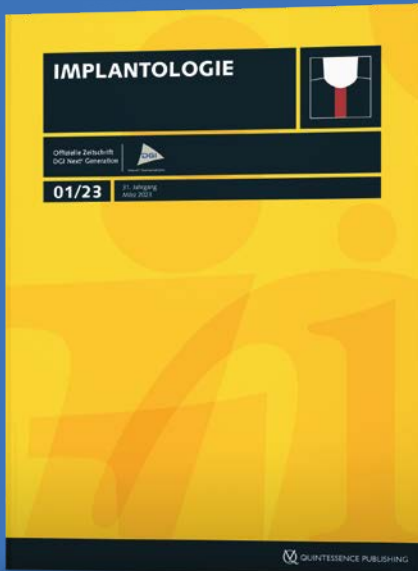 IMPLANTOLOGIE
Offizielle Zeitschrift
DGI Next Generation
DGI
01/23
31. Jahrgang
März 2023
QUINTESSENCE PUBLISHING